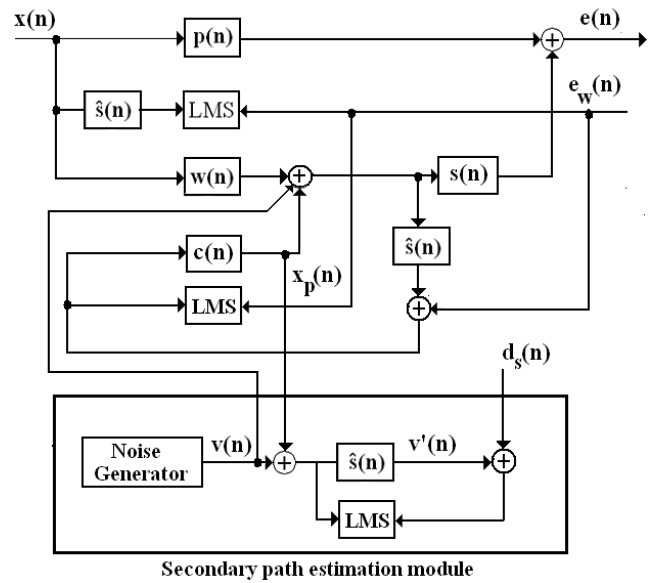 x(n)
p(n)
+
e(n)
e_w(n)
ŝ(n)
LMS
w(n)
+
s(n)
ŝ(n)
c(n)
x_p(n)
LMS
+
d_s(n)
Noise
Generator
v(n)
+
ŝ(n)
v'(n)
+
LMS
Secondary path estimation module